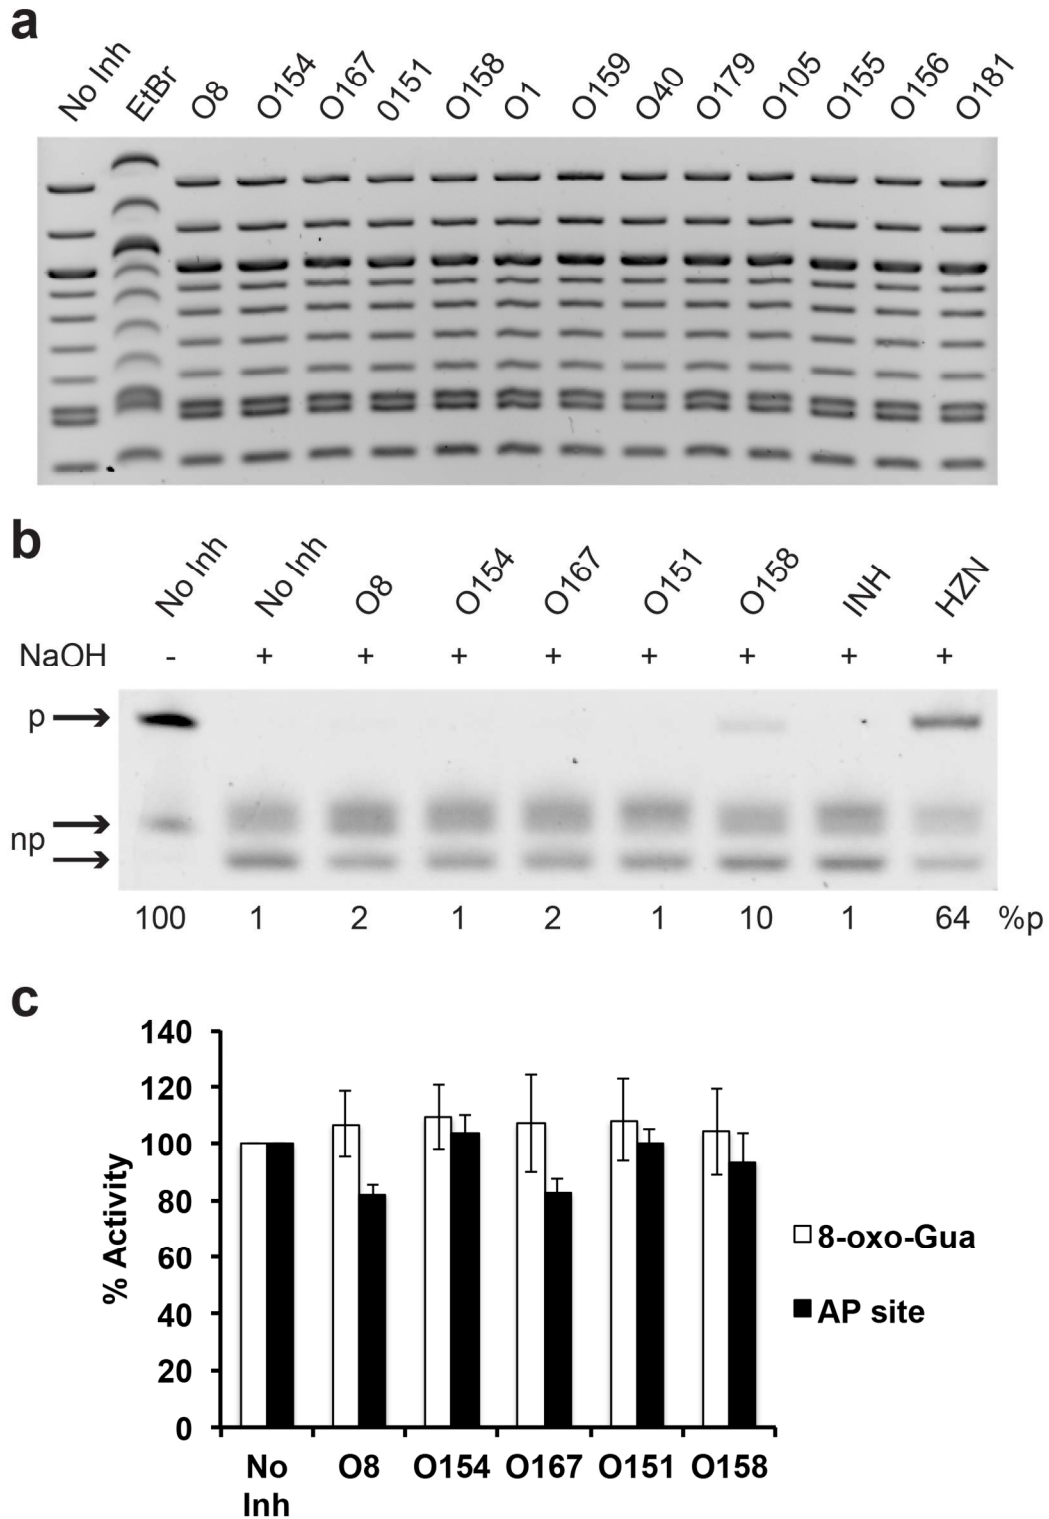 a
No Inh EtBr O8 O154 O167 0151 O158 O1 O159 O40 O179 O105 O155 O156 O181
b
No Inh No Inh O8 O154 O167 O151 O158 INH HZN
NaOH - + + + + + + + +
p
np
100 1 2 1 2 1 10 1 64 %p
c
140
120
100
80
60
40
20
0
% Activity
8-oxo-Gua
AP site
No Inh O8 O154 O167 O151 O158